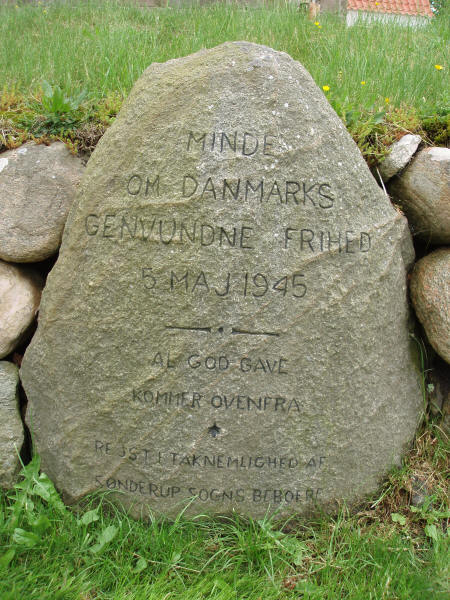 MINDE
OM DANMARKS
GENVUNDNE FRIHED
5 MAJ 1945
AL GOD GAVE
KOMMER OVENFRA
REJST I TAKNEMLIGHED AF
SØNDERUP SOGNS BEBOERE